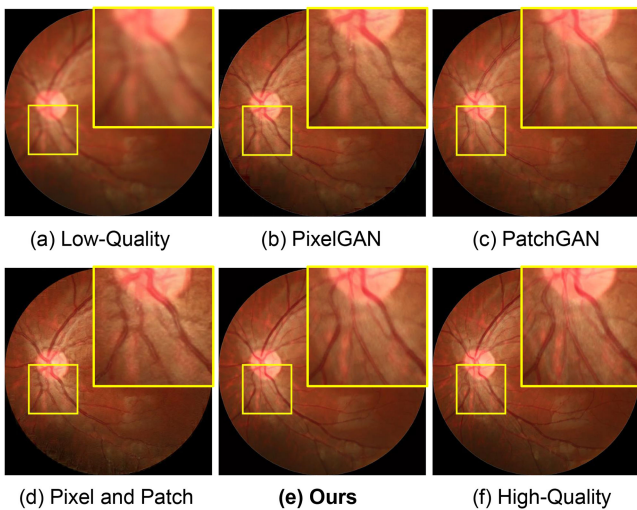 (a) Low-Quality
(b) PixelGAN
(c) PatchGAN
(d) Pixel and Patch
(e) Ours
(f) High-Quality